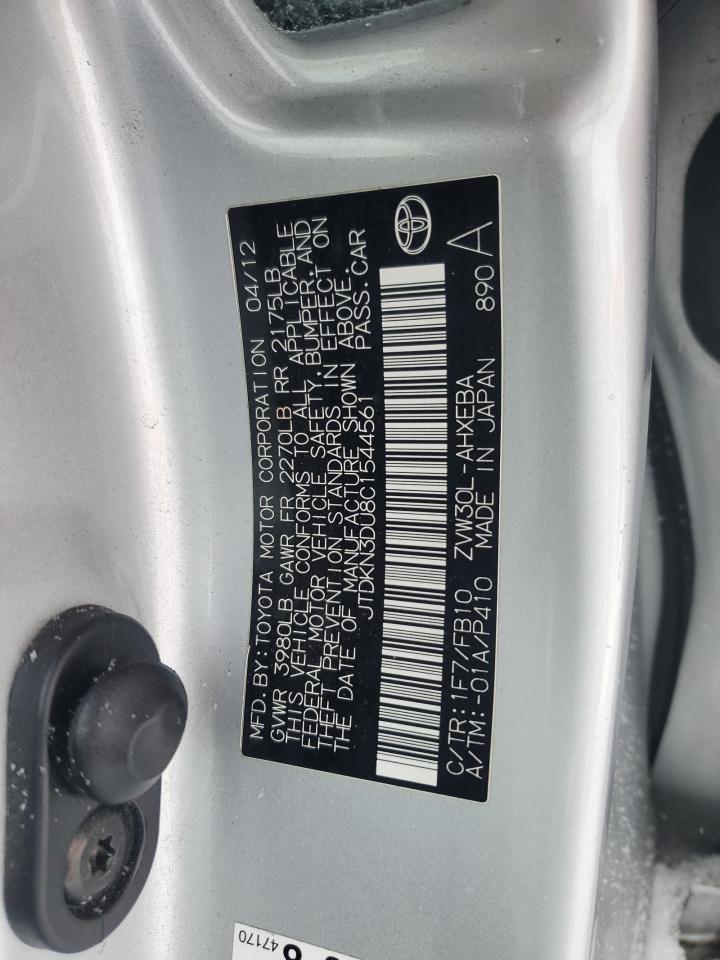 MFD. BY: TOYOTA MOTOR CORPORATION 04/12
GVWR 3980LB GAWR FR 2270LB RR 2175LB
THIS VEHICLE CONFORMS TO ALL APPLICABLE
FEDERAL MOTOR VEHICLE SAFETY, BUMPER, AND
THEFT PREVENTION STANDARDS IN EFFECT ON
THE DATE OF MANUFACTURE SHOWN ABOVE.
JTDKN3DU8C1544561 PASS. CAR
C/TR: 1F7/FB10 ZVW30L-AHXEBA 890 A
A/TM: -01A/P410 MADE IN JAPAN
47170